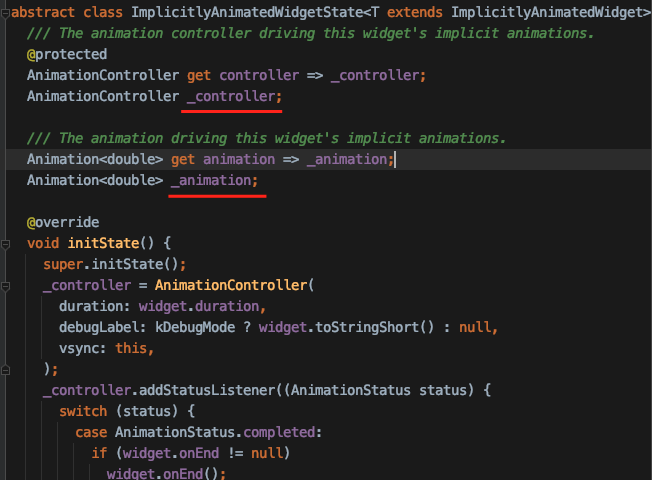 abstract class ImplicitlyAnimatedWidgetState<T extends ImplicitlyAnimatedWidget>
/// The animation controller driving this widget's implicit animations.
@protected
AnimationController get controller => _controller;
AnimationController _controller;
/// The animation driving this widget's implicit animations.
Animation<double> get animation => _animation;
Animation<double> _animation;
@override
void initState() {
super.initState();
_controller = AnimationController(
duration: widget.duration,
debugLabel: kDebugMode ? widget.toStringShort() : null,
vsync: this,
);
_controller.addStatusListener((AnimationStatus status) {
switch (status) {
case AnimationStatus.completed:
if (widget.onEnd != null)
widget.onEnd();